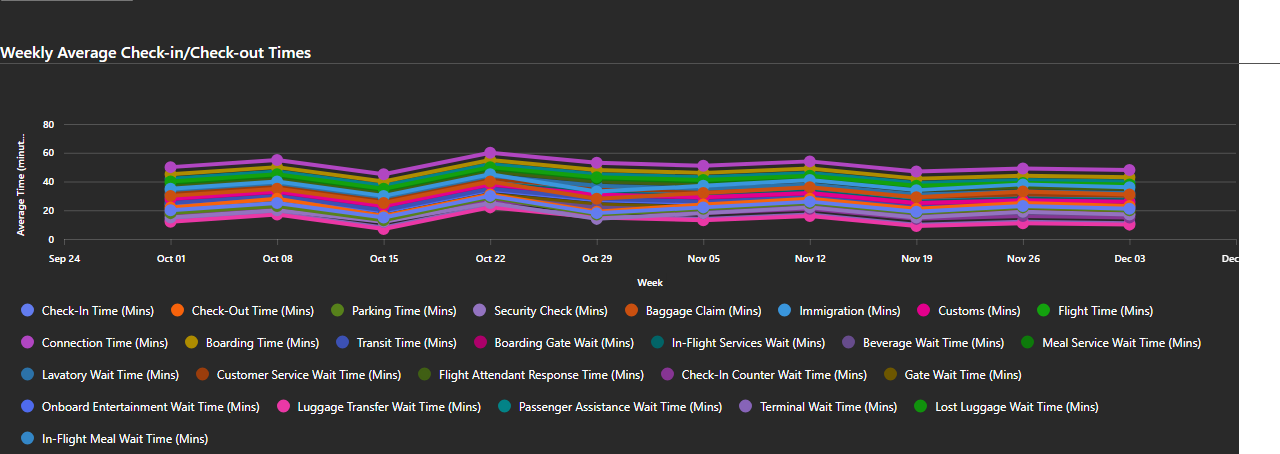 Weekly Average Check-in/Check-out Times
Average Time (minut...
80
60
40
20
0
Sep 24 Oct 01 Oct 08 Oct 15 Oct 22 Oct 29 Nov 05 Nov 12 Nov 19 Nov 26 Dec 03 Dec
Week
Check-In Time (Mins) Check-Out Time (Mins) Parking Time (Mins) Security Check (Mins) Baggage Claim (Mins) Immigration (Mins) Customs (Mins) Flight Time (Mins)
Connection Time (Mins) Boarding Time (Mins) Transit Time (Mins) Boarding Gate Wait (Mins) In-Flight Services Wait (Mins) Beverage Wait Time (Mins) Meal Service Wait Time (Mins)
Lavatory Wait Time (Mins) Customer Service Wait Time (Mins) Flight Attendant Response Time (Mins) Check-In Counter Wait Time (Mins) Gate Wait Time (Mins)
Onboard Entertainment Wait Time (Mins) Luggage Transfer Wait Time (Mins) Passenger Assistance Wait Time (Mins) Terminal Wait Time (Mins) Lost Luggage Wait Time (Mins)
In-Flight Meal Wait Time (Mins)